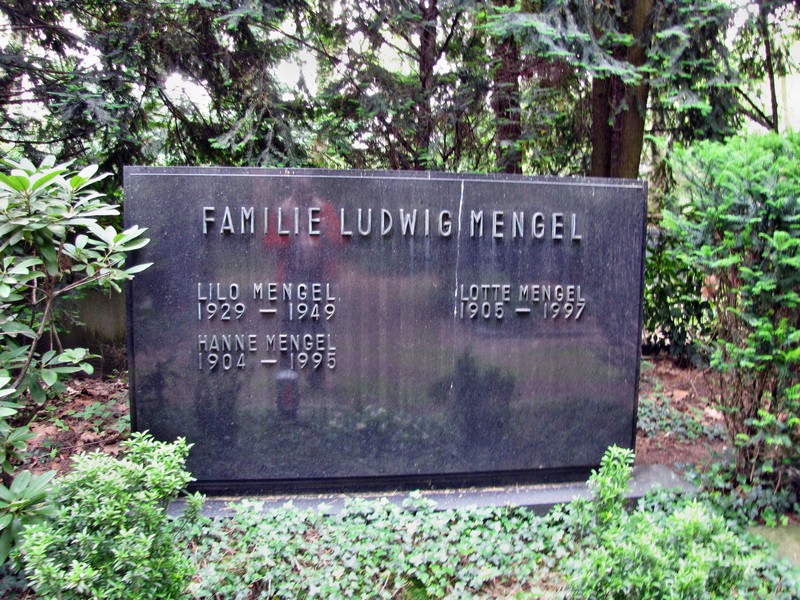 FAMILIE LUDWIG MENGEL
LILO MENGEL
1929 — 1949
HANNE MENGEL
1904 — 1995
LOTTE MENGEL
1905 — 1997